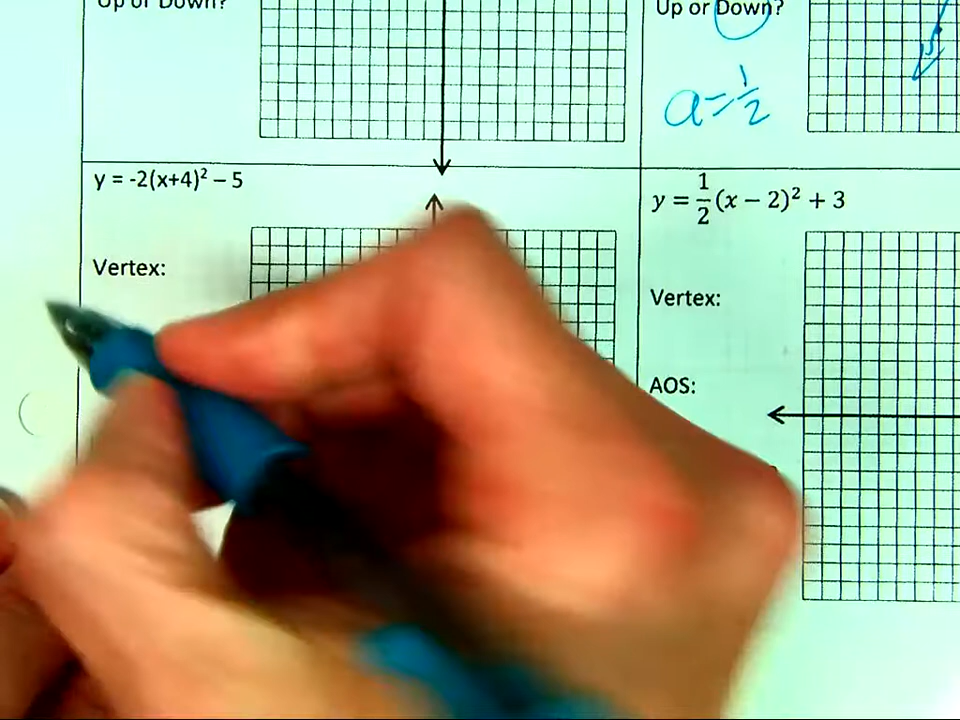 Up or Down?
Up or Down?
a=1/2
y = -2(x+4)² – 5
Vertex:
y = 1/2 (x − 2)² + 3
Vertex:
AOS: